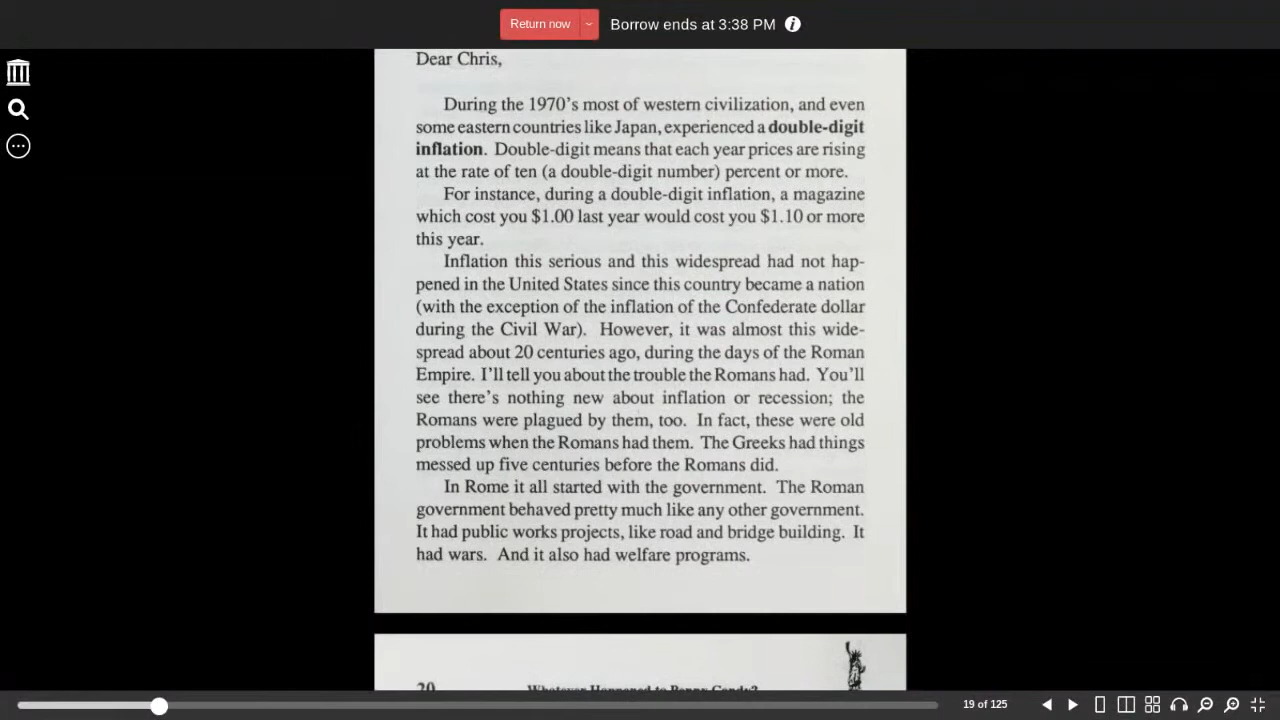 Return now
Borrow ends at 3:38 PM
Dear Chris,
During the 1970's most of western civilization, and even
some eastern countries like Japan, experienced a double-digit
inflation. Double-digit means that each year prices are rising
at the rate of ten (a double-digit number) percent or more.
For instance, during a double-digit inflation, a magazine
which cost you $1.00 last year would cost you $1.10 or more
this year.
Inflation this serious and this widespread had not hap-
pened in the United States since this country became a nation
(with the exception of the inflation of the Confederate dollar
during the Civil War). However, it was almost this wide-
spread about 20 centuries ago, during the days of the Roman
Empire. I'll tell you about the trouble the Romans had. You'll
see there's nothing new about inflation or recession; the
Romans were plagued by them, too. In fact, these were old
problems when the Romans had them. The Greeks had things
messed up five centuries before the Romans did.
In Rome it all started with the government. The Roman
government behaved pretty much like any other government.
It had public works projects, like road and bridge building. It
had wars. And it also had welfare programs.
20 Whatever Happened to Penny Candy?
19 of 125